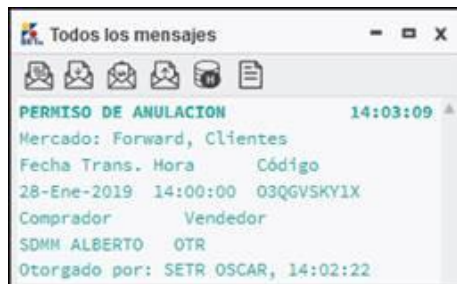 Todos los mensajes
PERMISO DE ANULACION 14:03:09
Mercado: Forward, Clientes
Fecha Trans. Hora Código
28-Ene-2019 14:00:00 O3QGVSKY1X
Comprador Vendedor
SDMM ALBERTO OTR
Otorgado por: SETR OSCAR, 14:02:22